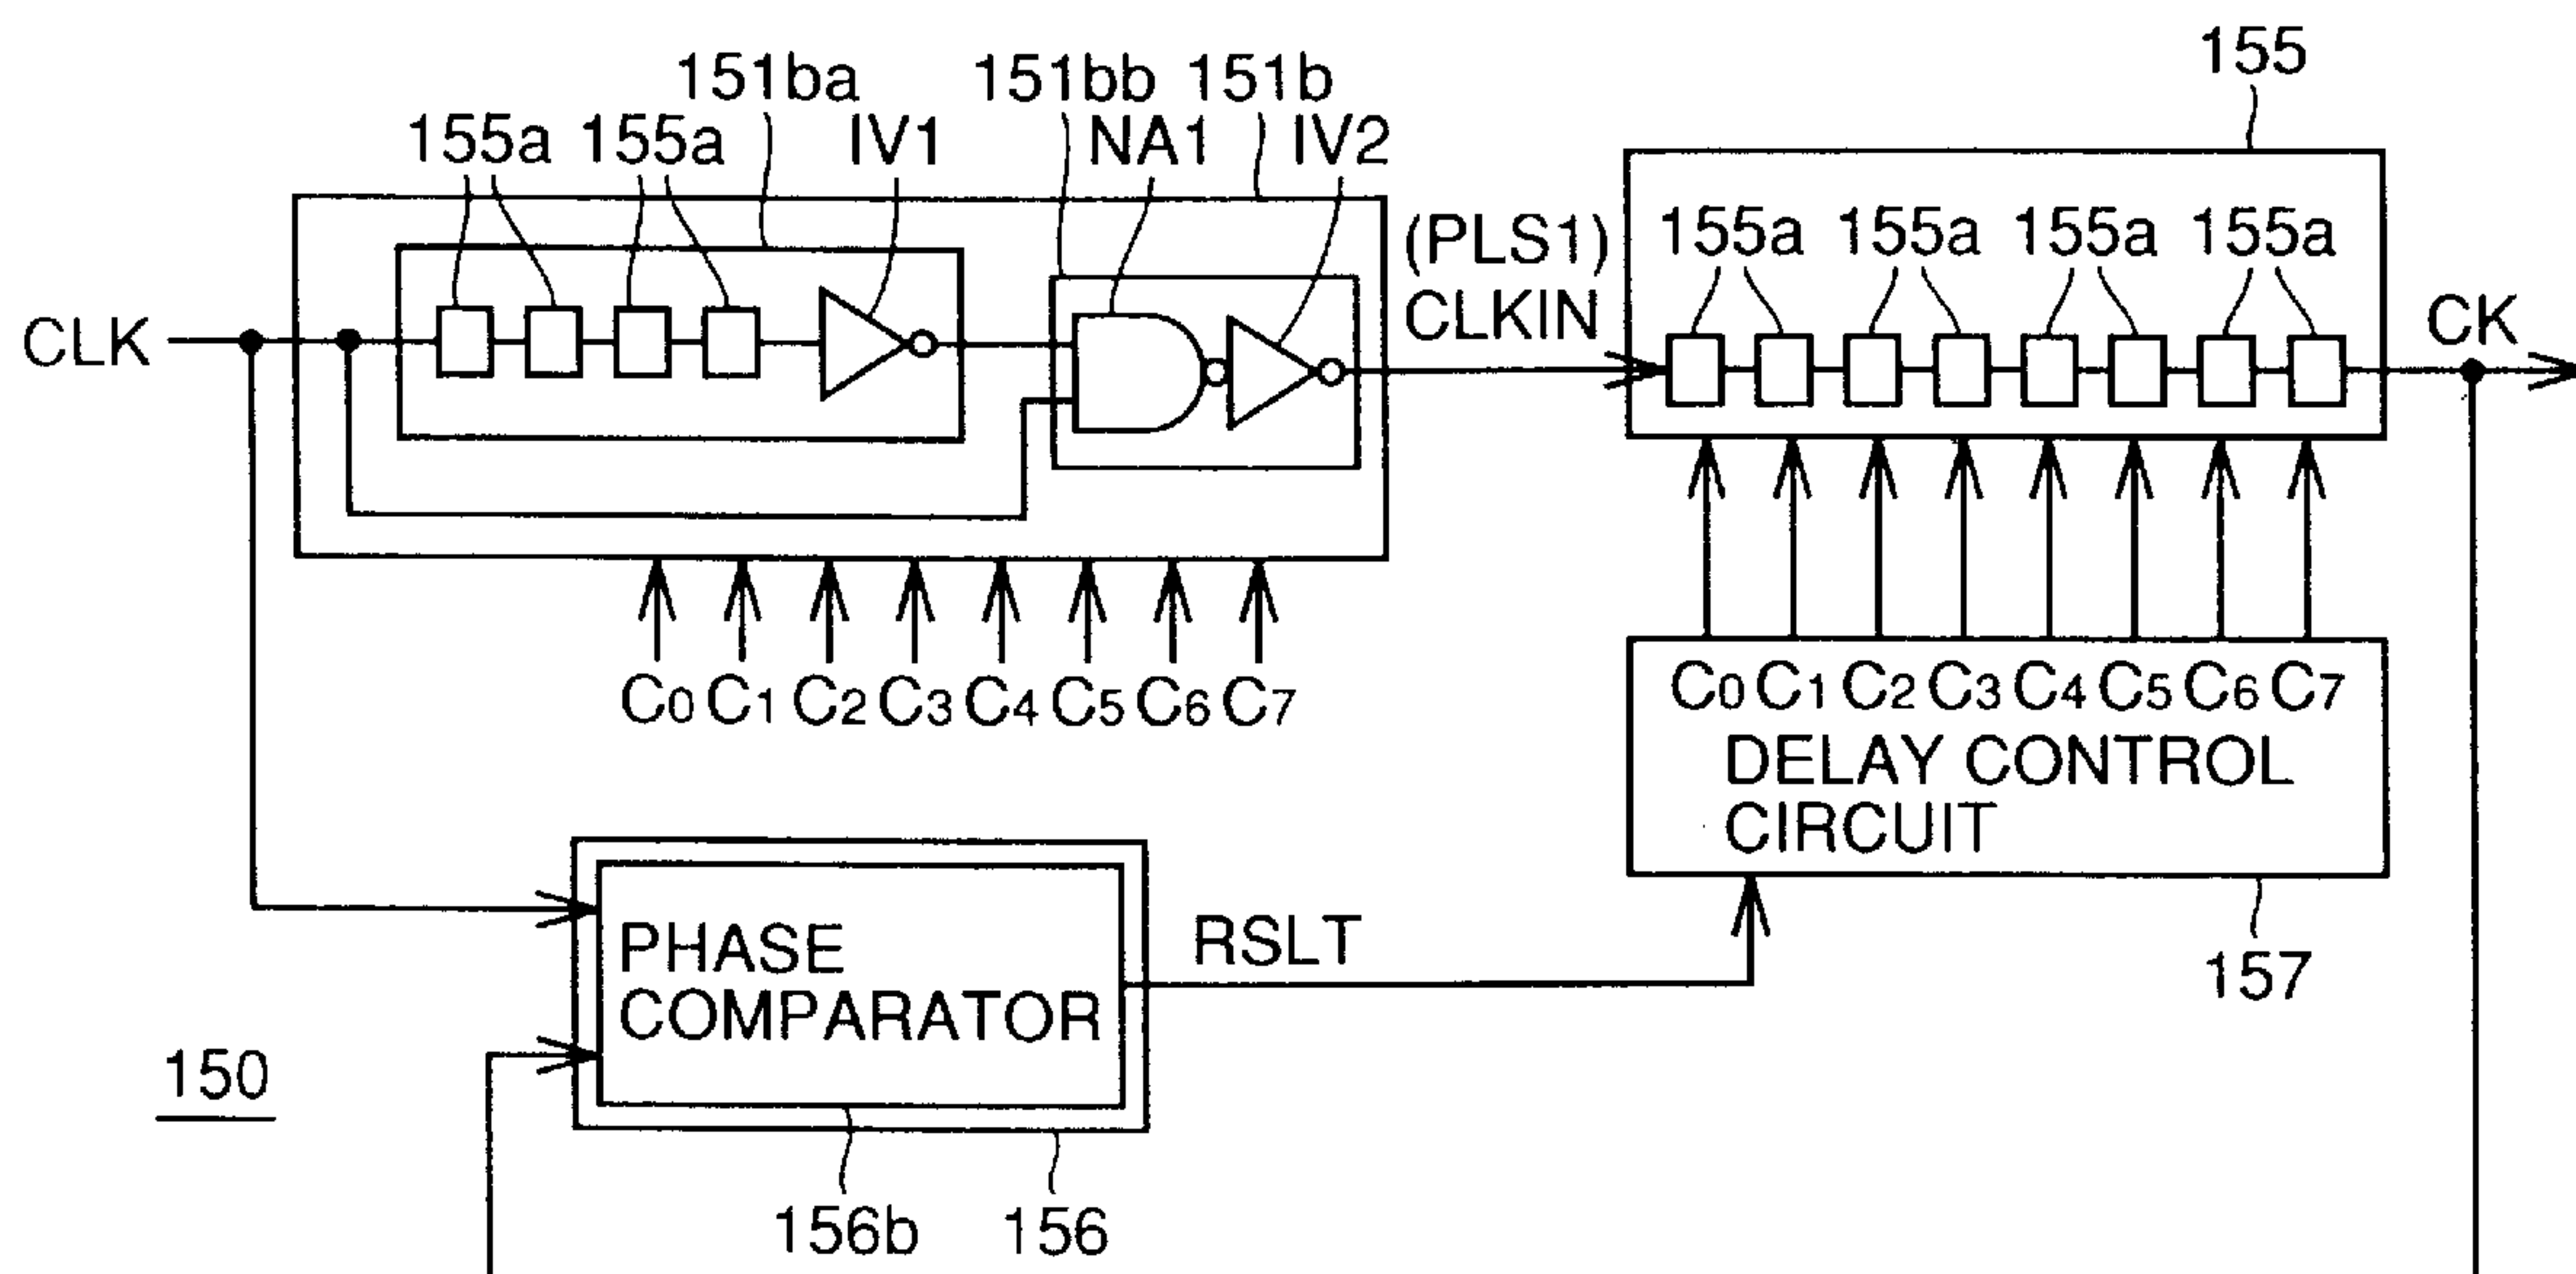 155
151ba 151bb 151b
155a 155a IV1 NA1 IV2
(PLS1)
CLKIN
155a 155a 155a 155a
CLK
CK
C0 C1 C2 C3 C4 C5 C6 C7
C0 C1 C2 C3 C4 C5 C6 C7
DELAY CONTROL
CIRCUIT
PHASE
COMPARATOR
RSLT
157
150
156b 156